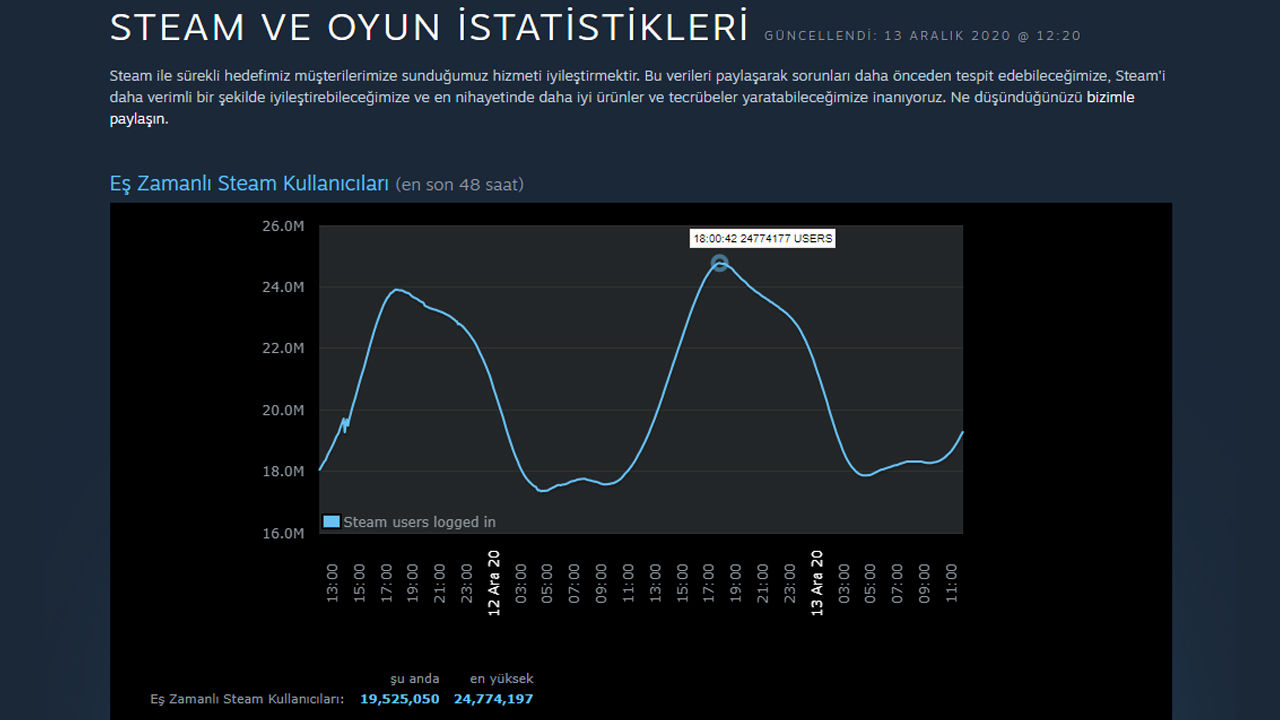 STEAM VE OYUN İSTATİSTİKLERİ GÜNCELLENDİ: 13 ARALIK 2020 @ 12:20
Steam ile sürekli hedefimiz müşterilerimize sunduğumuz hizmeti iyileştirmektir. Bu verileri paylaşarak sorunları daha önceden tespit edebileceğimize, Steam'i
daha verimli bir şekilde iyileştirebileceğimize ve en nihayetinde daha iyi ürünler ve tecrübeler yaratabileceğimize inanıyoruz. Ne düşündüğünüzü bizimle
paylaşın.
Eş Zamanlı Steam Kullanıcıları (en son 48 saat)
26.0M
18:00:42 24774177 USERS
24.0M
22.0M
20.0M
18.0M
Steam users logged in
16.0M
13:00 15:00 17:00 19:00 21:00 23:00 12 Ara 20 03:00 05:00 07:00 09:00 11:00 13:00 15:00 17:00 19:00 21:00 23:00 13 Ara 20 03:00 05:00 07:00 09:00 11:00
şu anda en yüksek
Eş Zamanlı Steam Kullanıcıları: 19,525,050 24,774,197